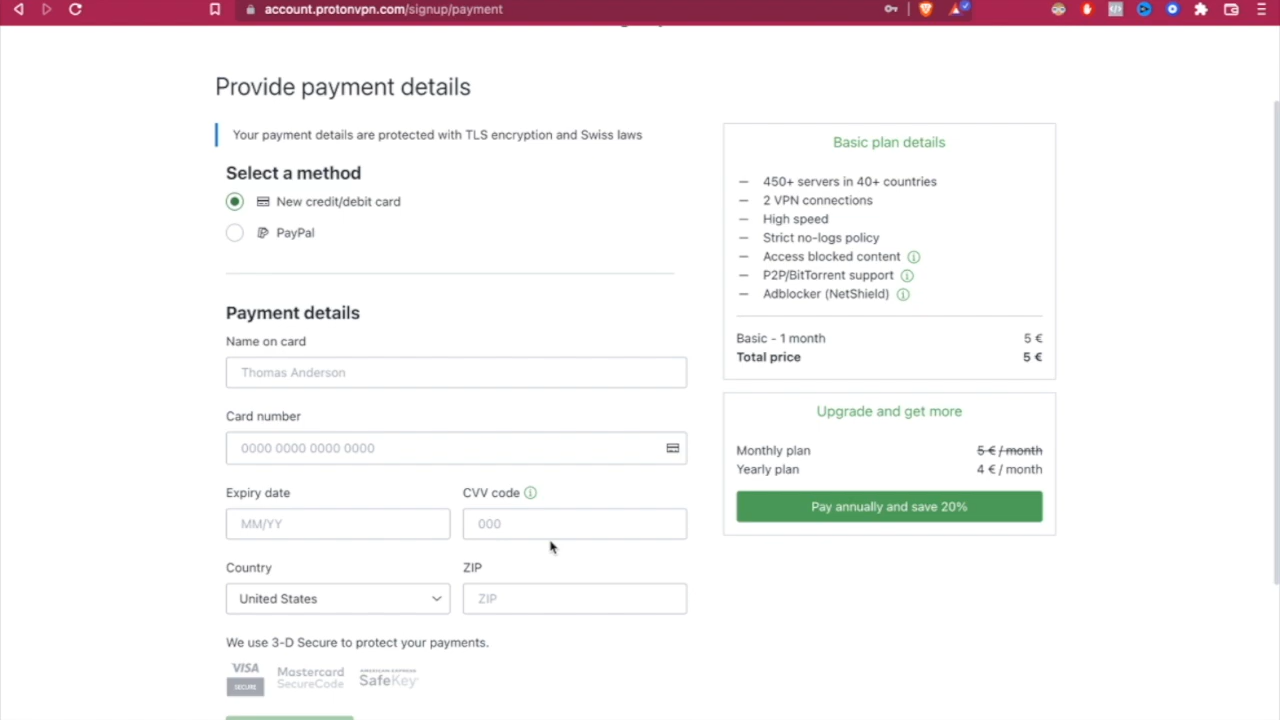 account.protonvpn.com/signup/payment
Provide payment details
Your payment details are protected with TLS encryption and Swiss laws
Select a method
New credit/debit card
PayPal
Payment details
Name on card
Thomas Anderson
Card number
0000 0000 0000 0000
Expiry date
CVV code
MM/YY
000
Country
ZIP
United States
ZIP
We use 3-D Secure to protect your payments.
VISA
SECURE
Mastercard
SecureCode
AMERICAN EXPRESS
SafeKey
Basic plan details
— 450+ servers in 40+ countries
— 2 VPN connections
— High speed
— Strict no-logs policy
— Access blocked content
— P2P/BitTorrent support
— Adblocker (NetShield)
Basic - 1 month 5 €
Total price 5 €
Upgrade and get more
Monthly plan 5 € / month
Yearly plan 4 € / month
Pay annually and save 20%